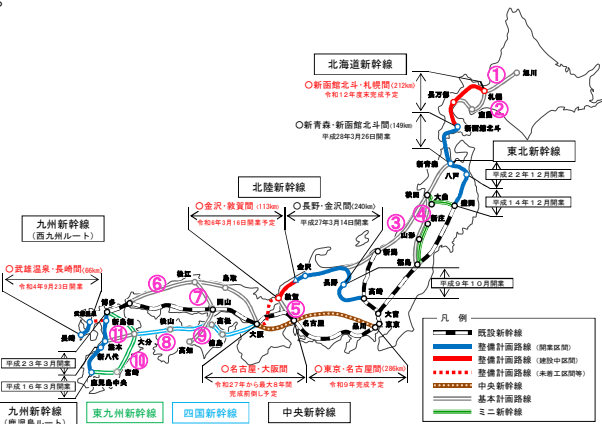 北海道新幹線
○新函館北斗・札幌間(212km)
令和12年度末完成予定
○新青森・新函館北斗間(149km)
平成28年3月26日開業
①
旭川
札幌
長万部
室蘭
②
新函館北斗
東北新幹線
新青森
八戸
平成22年12月開業
平成14年12月開業
秋田
大曲
盛岡
③
④
新庄
山形
福島
新潟
北陸新幹線
○金沢・敦賀間(113km)
令和6年3月16日開業予定
○長野・金沢間(240km)
平成27年3月14日開業
平成9年10月開業
金沢
長野
高崎
大宮
東京
品川
名古屋
敦賀
⑤
大阪
九州新幹線
(西九州ルート)
○武雄温泉・長崎間(66km)
令和4年9月23日開業
⑥
松江
鳥取
⑦
岡山
博多
武雄温泉
新鳥栖
長崎
⑪
大分
熊本
新八代
⑩
宮崎
鹿児島中央
⑧
松山
高知
⑨
徳島
平成23年3月開業
平成16年3月開業
○名古屋・大阪間
令和27年から最大8年間
完成前倒し予定
○東京・名古屋間(286km)
令和9年完成予定
九州新幹線
(鹿児島ルート)
東九州新幹線
四国新幹線
中央新幹線
凡 例
既設新幹線
整備計画路線 (開業区間)
整備計画路線 (建設中区間)
整備計画路線 (未着工区間等)
中央新幹線
基本計画路線
ミニ新幹線